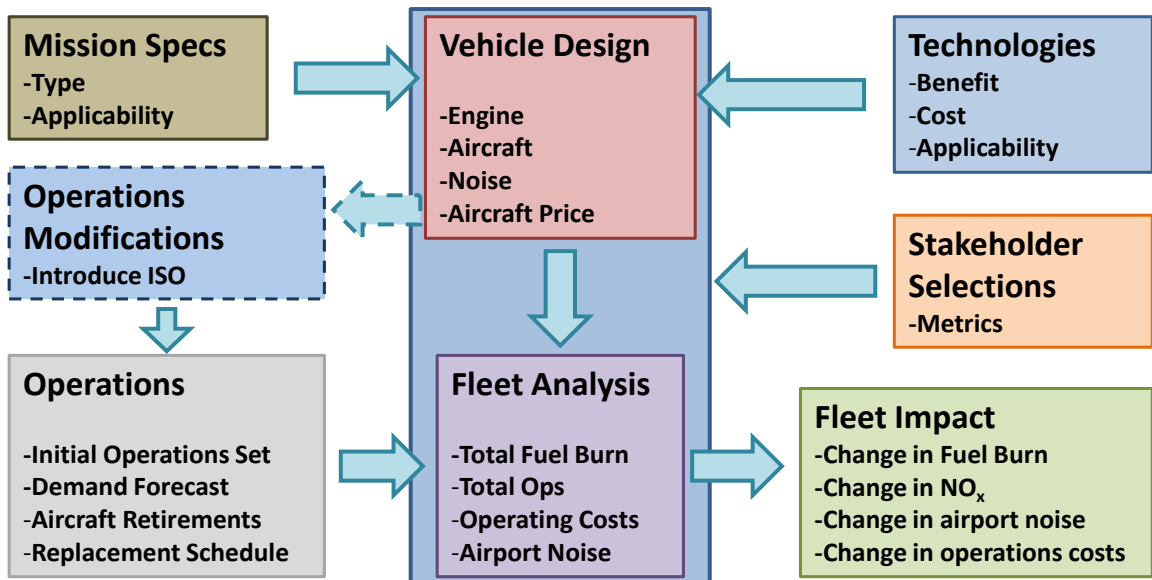 Mission Specs
-Type
-Applicability
Vehicle Design
-Engine
-Aircraft
-Noise
-Aircraft Price
Technologies
-Benefit
-Cost
-Applicability
Operations
Modifications
-Introduce ISO
Stakeholder
Selections
-Metrics
Operations
-Initial Operations Set
-Demand Forecast
-Aircraft Retirements
-Replacement Schedule
Fleet Analysis
-Total Fuel Burn
-Total Ops
-Operating Costs
-Airport Noise
Fleet Impact
-Change in Fuel Burn
-Change in NOₓ
-Change in airport noise
-Change in operations costs